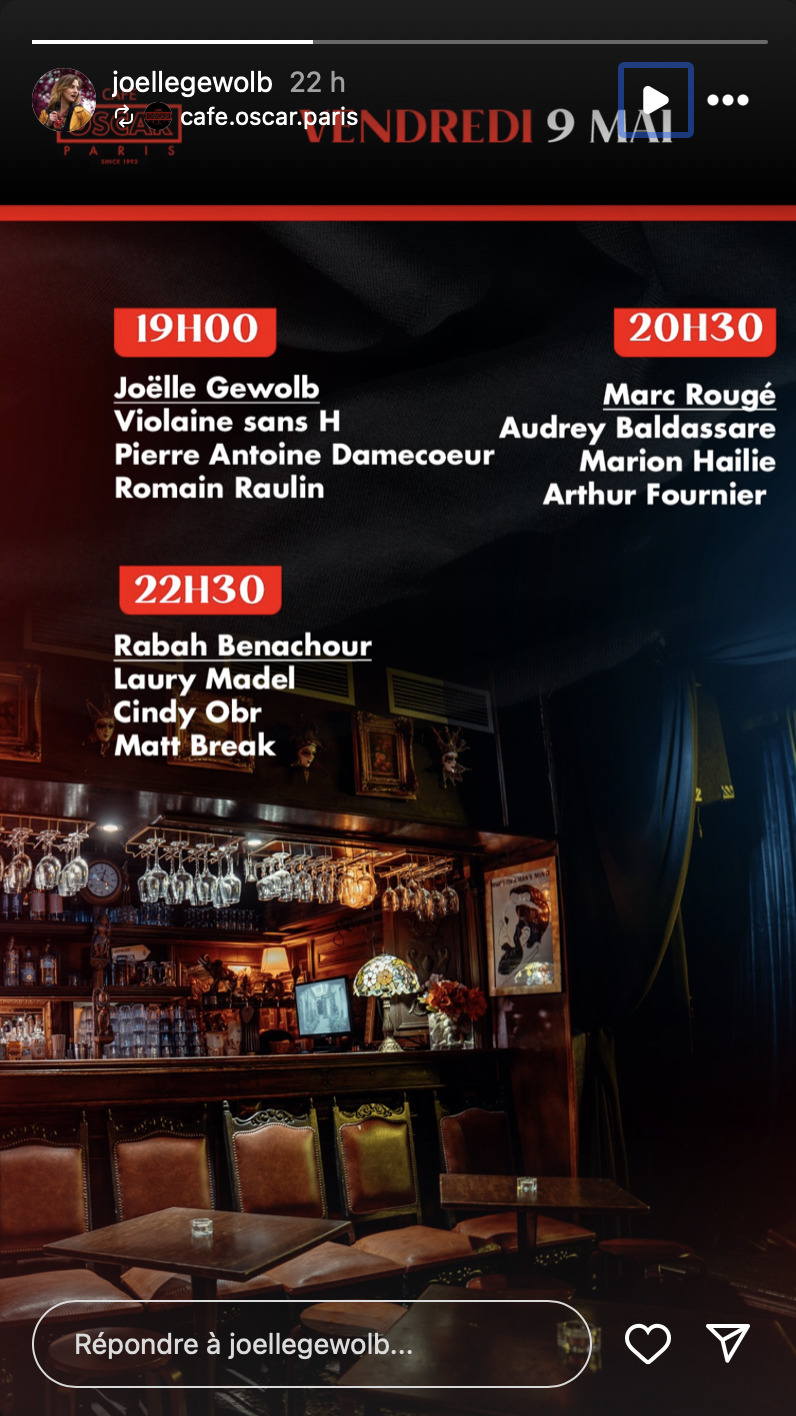 joellegewolb 22 h
cafe.oscar.paris
CAFÉ
OSCAR
PARIS
SINCE 1992
VENDREDI 9 MAI
19H00
Joëlle Gewolb
Violaine sans H
Pierre Antoine Damecoeur
Romain Raulin
20H30
Marc Rougé
Audrey Baldassare
Marion Hailie
Arthur Fournier
22H30
Rabah Benachour
Laury Madel
Cindy Obr
Matt Break
Répondre à joellegewolb...